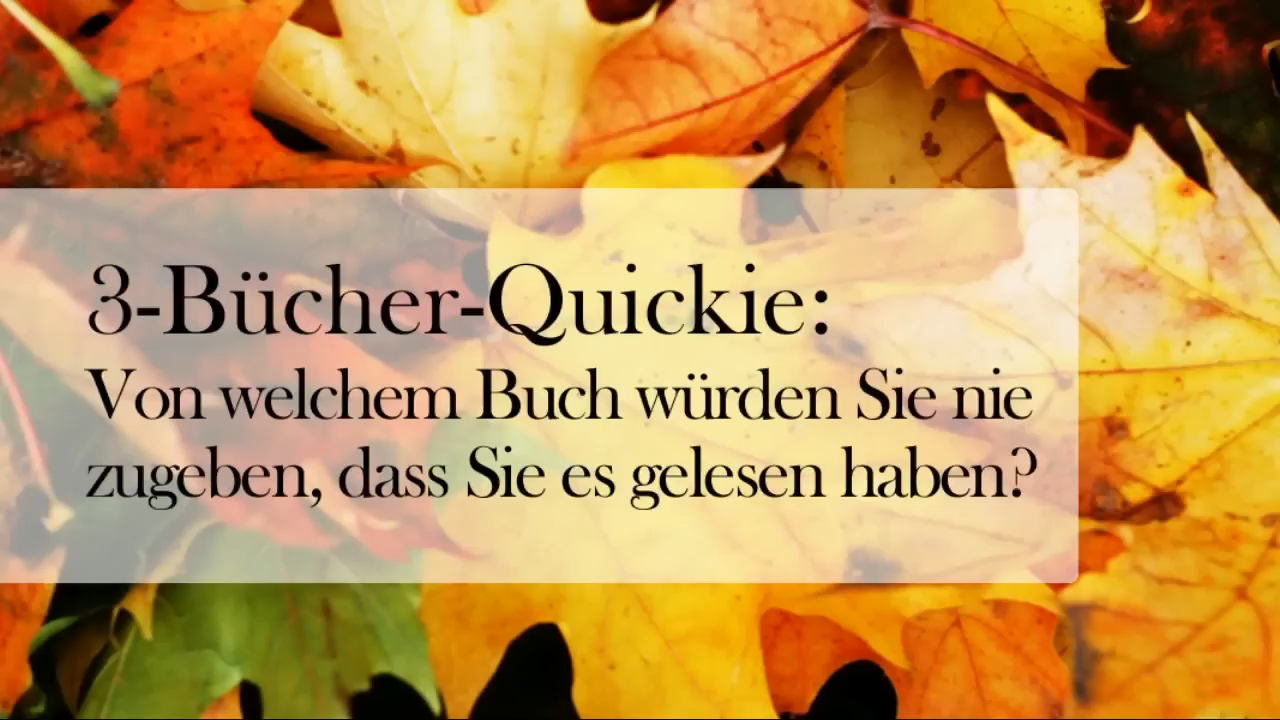 3-Bücher-Quickie:
Von welchem Buch würden Sie nie
zugeben, dass Sie es gelesen haben?